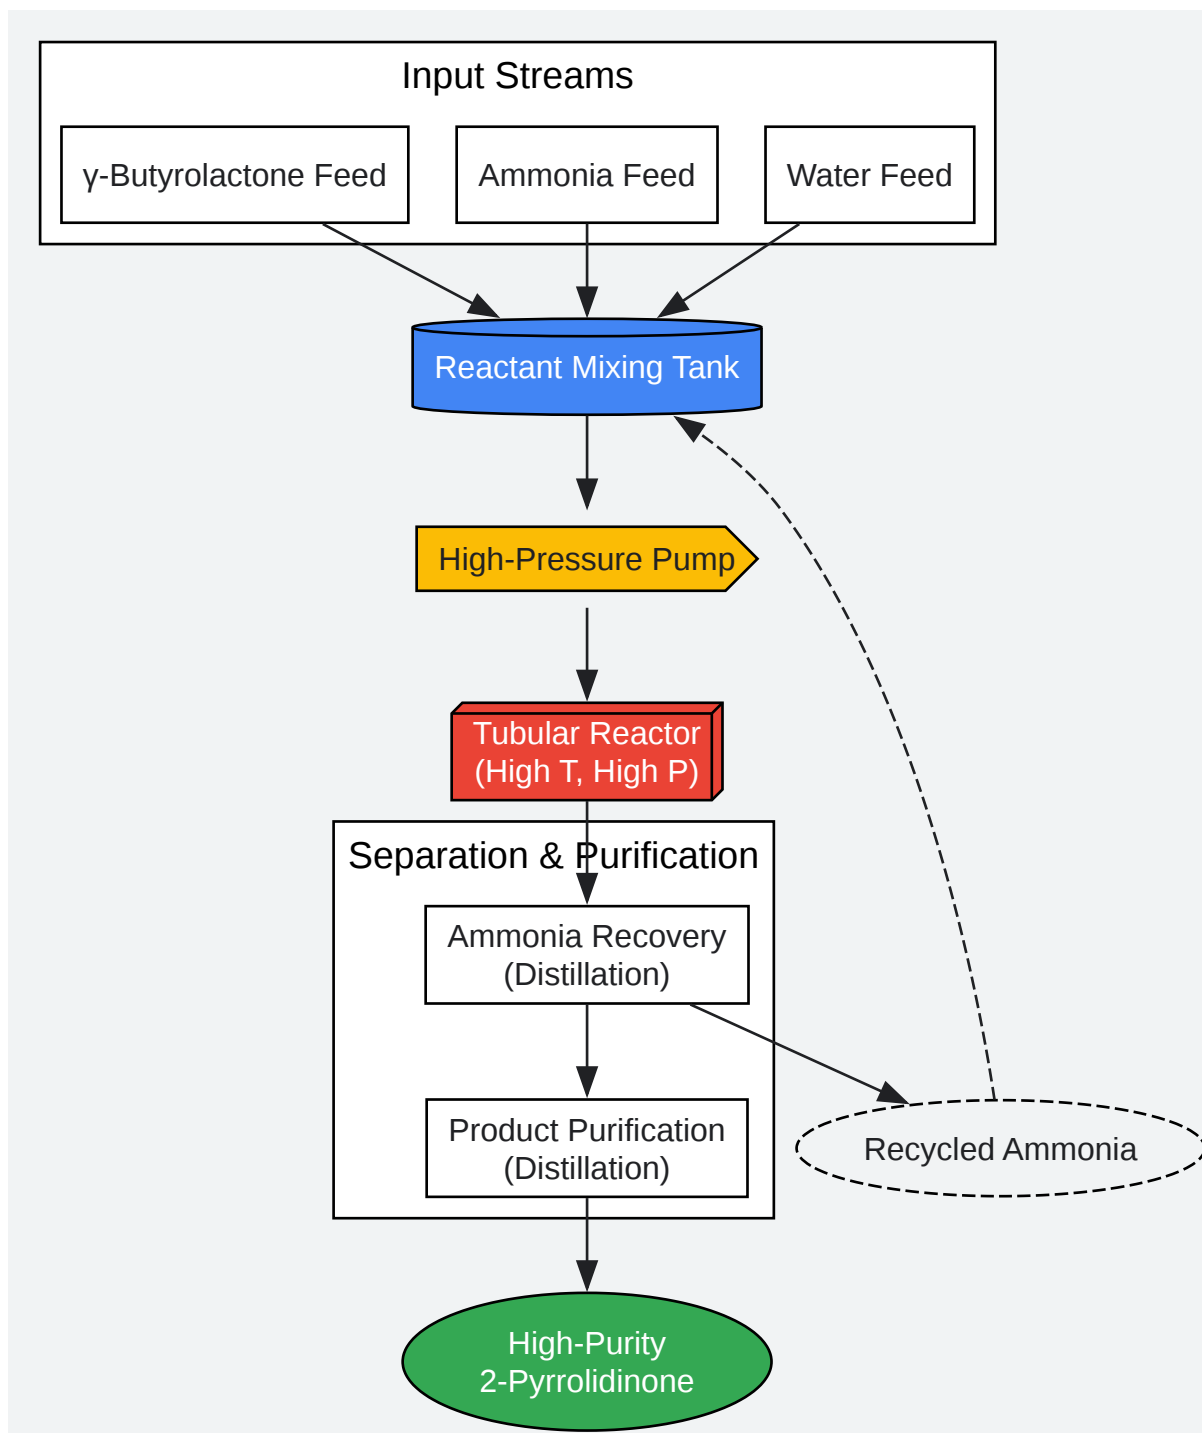 Input Streams
γ-Butyrolactone Feed
Ammonia Feed
Water Feed
Reactant Mixing Tank
High-Pressure Pump
Tubular Reactor
(High T, High P)
Separation & Purification
Ammonia Recovery
(Distillation)
Product Purification
(Distillation)
Recycled Ammonia
High-Purity
2-Pyrrolidinone